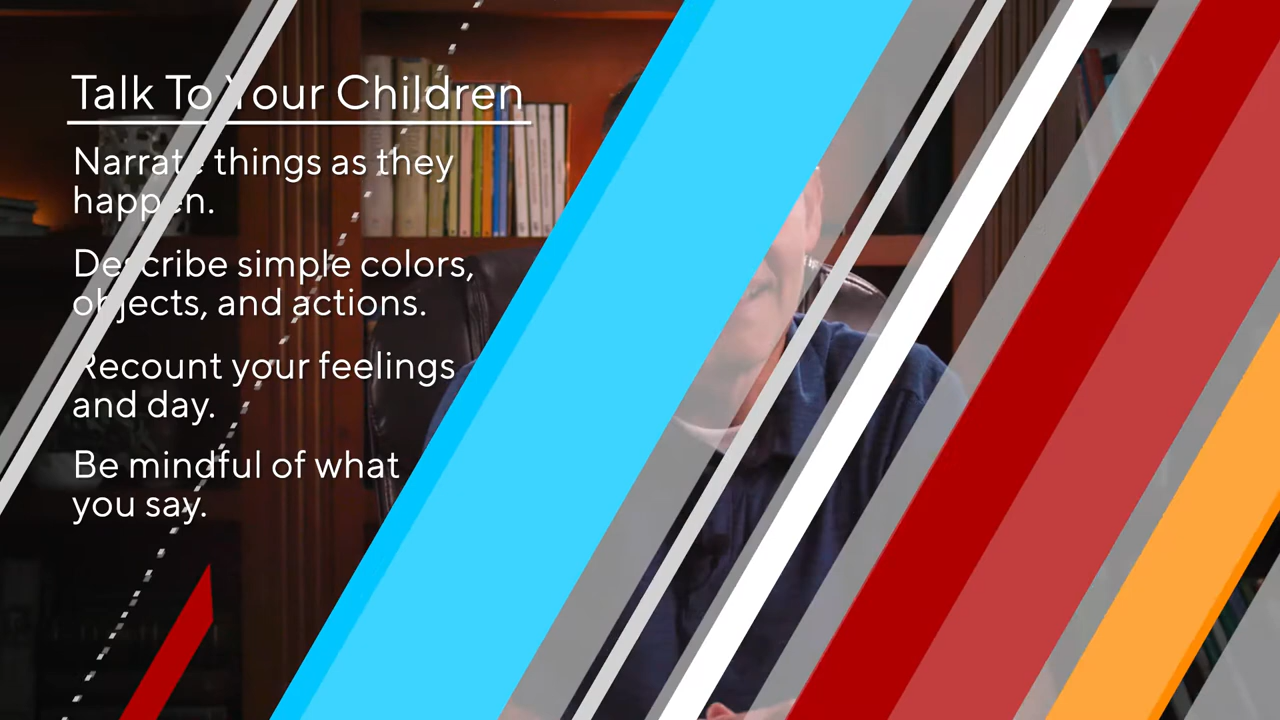 Talk To Your Children
Narrate things as they
happen.
Describe simple colors,
objects, and actions.
Recount your feelings
and day.
Be mindful of what
you say.